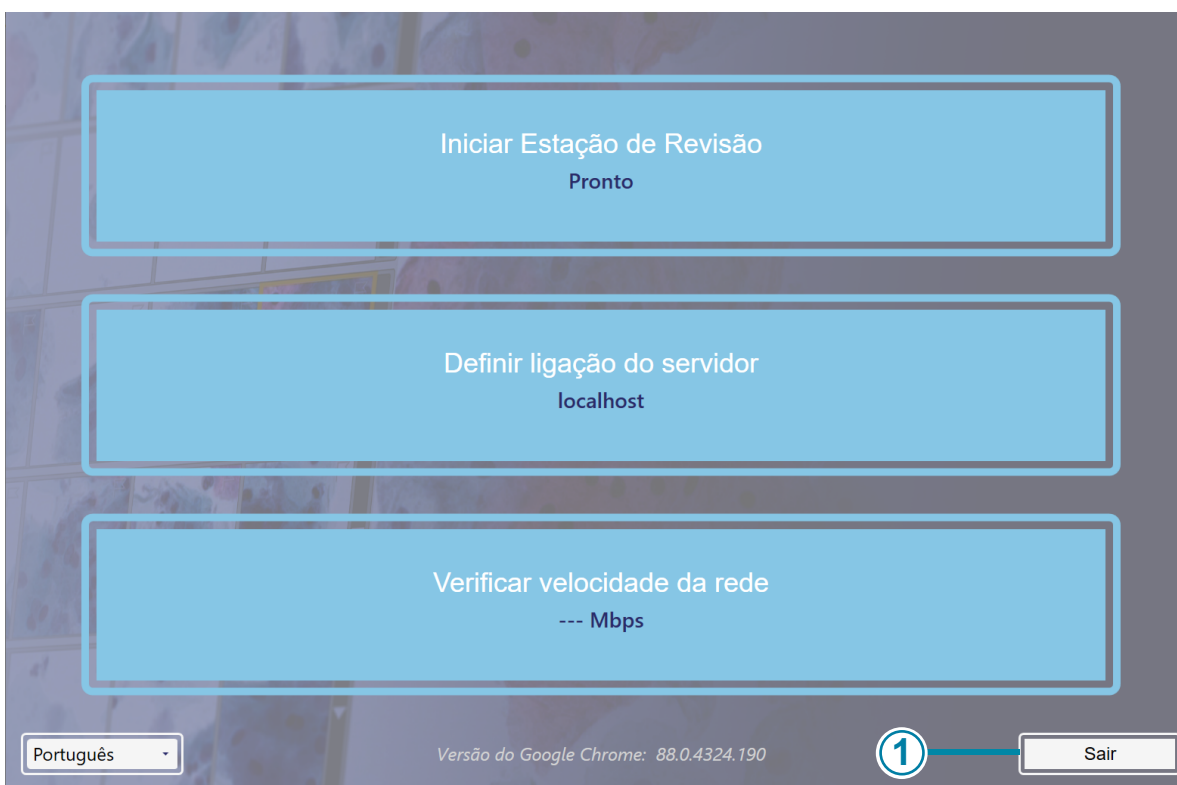 Iniciar Estação de Revisão
Pronto
Definir ligação do servidor
localhost
Verificar velocidade da rede
--- Mbps
Português
Versão do Google Chrome: 88.0.4324.190
1
Sair